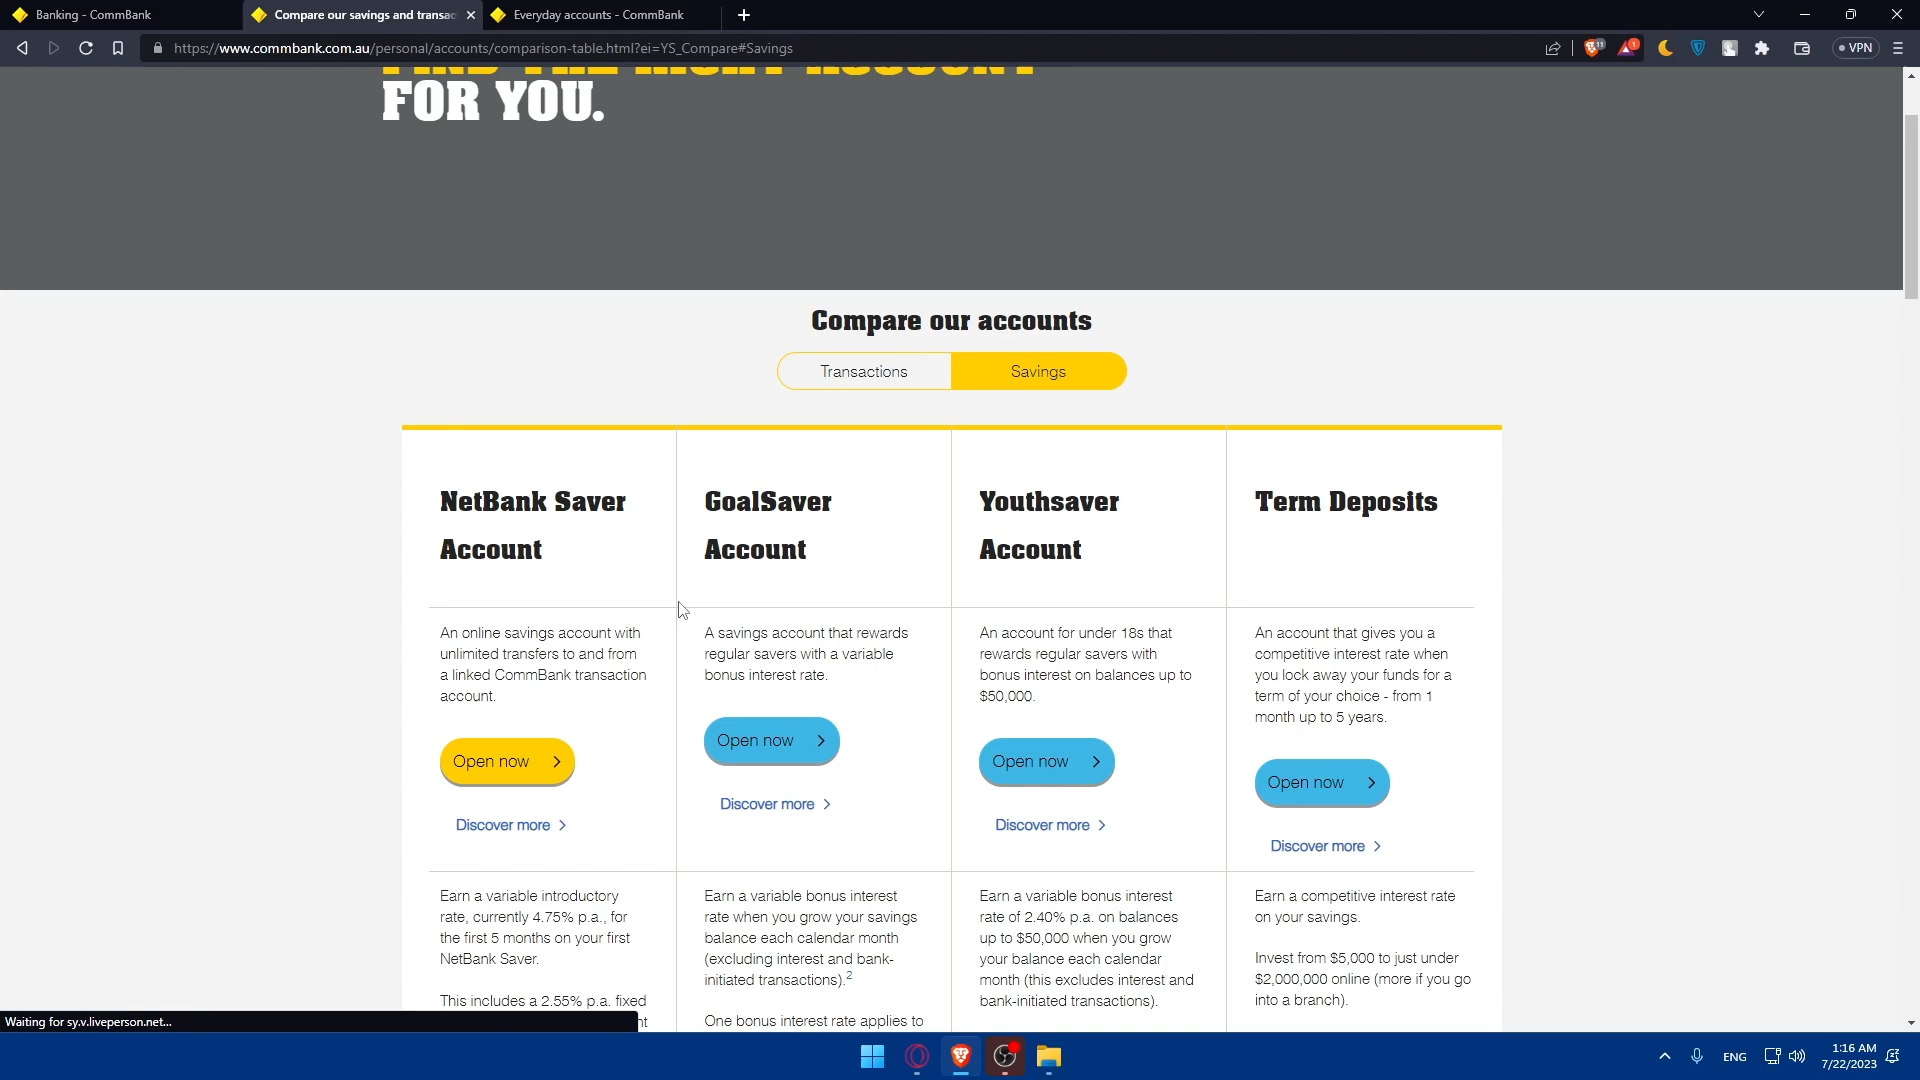 Banking - CommBank
Compare our savings and transac
Everyday accounts - CommBank
https://www.commbank.com.au/personal/accounts/comparison-table.html?ei=YS_Compare#Savings
11
1
VPN
FIND THE RIGHT ACCOUNT
FOR YOU.
Compare our accounts
Transactions
Savings
NetBank Saver
Account
An online savings account with
unlimited transfers to and from
a linked CommBank transaction
account.
Open now
Discover more
Earn a variable introductory
rate, currently 4.75% p.a., for
the first 5 months on your first
NetBank Saver.
This includes a 2.55% p.a. fixed
nt
GoalSaver
Account
A savings account that rewards
regular savers with a variable
bonus interest rate.
Open now
Discover more
Earn a variable bonus interest
rate when you grow your savings
balance each calendar month
(excluding interest and bank-
initiated transactions).2
One bonus interest rate applies to
Youthsaver
Account
An account for under 18s that
rewards regular savers with
bonus interest on balances up to
$50,000.
Open now
Discover more
Earn a variable bonus interest
rate of 2.40% p.a. on balances
up to $50,000 when you grow
your balance each calendar
month (this excludes interest and
bank-initiated transactions).
Term Deposits
An account that gives you a
competitive interest rate when
you lock away your funds for a
term of your choice - from 1
month up to 5 years.
Open now
Discover more
Earn a competitive interest rate
on your savings.
Invest from $5,000 to just under
$2,000,000 online (more if you go
into a branch).
Waiting for sy.v.liveperson.net...
ENG
1:16 AM
7/22/2023